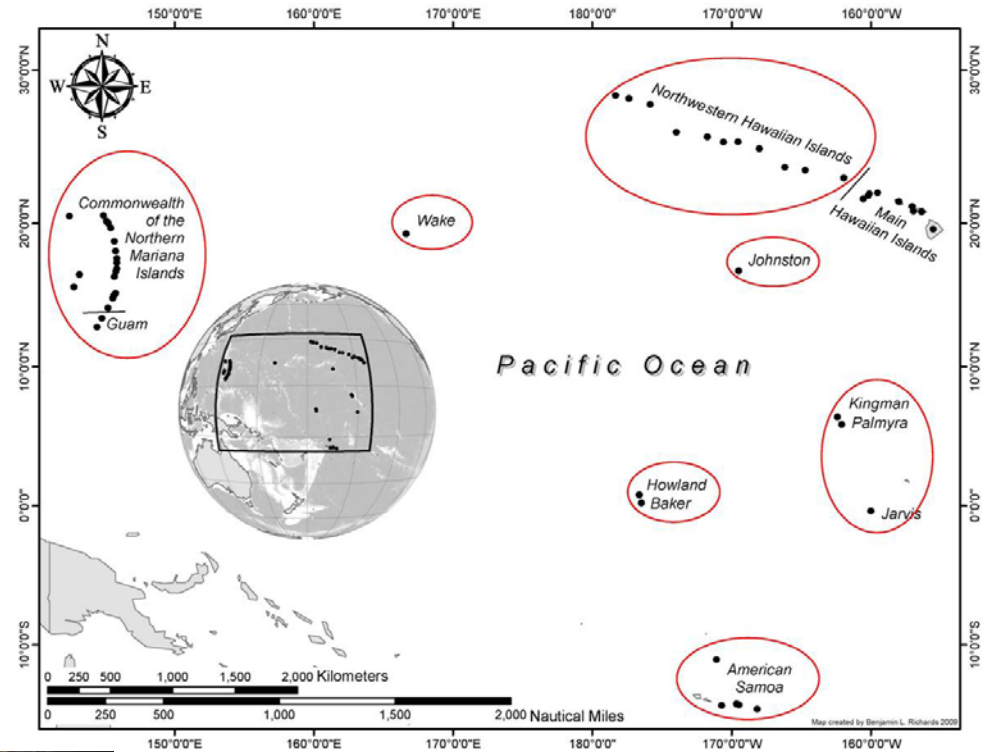 150°0'0"E 160°0'0"E 170°0'0"E 180°0'0" 170°0'0"W 160°0'0"W
30°0'0"N
20°0'0"N
10°0'0"N
0°0'0"
10°0'0"S
N
W E
S
Northwestern Hawaiian Islands
Main
Hawaiian Islands
Commonwealth
of the
Northern
Mariana
Islands
Guam
Wake
Johnston
Pacific Ocean
Kingman
Palmyra
Jarvis
Howland
Baker
American
Samoa
30°0'0"N
20°0'0"N
10°0'0"N
0°0'0"
10°0'0"S
0 250 500 1,000 1,500 2,000 Kilometers
0 250 500 1,000 1,500 2,000 Nautical Miles
Map created by Benjamin L. Richards 2009
150°0'0"E 160°0'0"E 170°0'0"E 180°0'0" 170°0'0"W 160°0'0"W